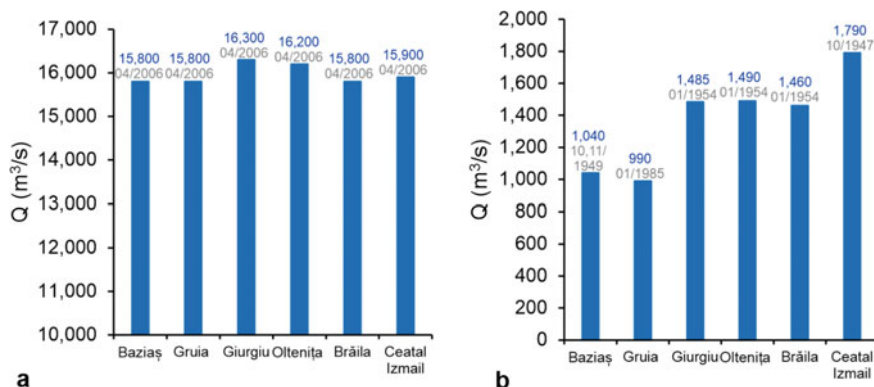 17,000
16,000
15,000
14,000
13,000
12,000
11,000
10,000
Q (m³/s)
15,800
04/2006
15,800
04/2006
16,300
04/2006
16,200
04/2006
15,800
04/2006
15,900
04/2006
Baziaș
Gruia
Giurgiu
Oltenița
Brăila
Ceatal
Izmail
a
2,000
1,800
1,600
1,400
1,200
1,000
800
600
400
200
0
Q (m³/s)
1,040
10,11/
1949
990
01/1985
1,485
01/1954
1,490
01/1954
1,460
01/1954
1,790
10/1947
Baziaș
Gruia
Giurgiu
Oltenița
Brăila
Ceatal
Izmail
b